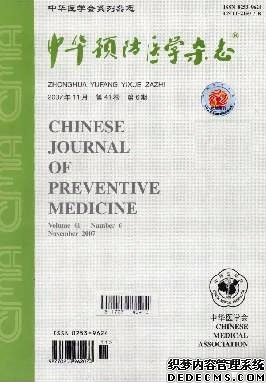 中华医学会系列杂志
ISSN 0253-9624
中华预防医学杂志®
ZHONGHUA YUFANG YIXUE ZAZHI
2007年11月 第41卷 第6期
CMA
CHINESE
JOURNAL
OF
PREVENTIVE
MEDICINE
Volume 41 Number 6
November 2007
ISSN 0253-9624
中华医学会
CHINESE
MEDICAL
ASSOCIATION
织梦内容管理系统
DEDECMS.COM